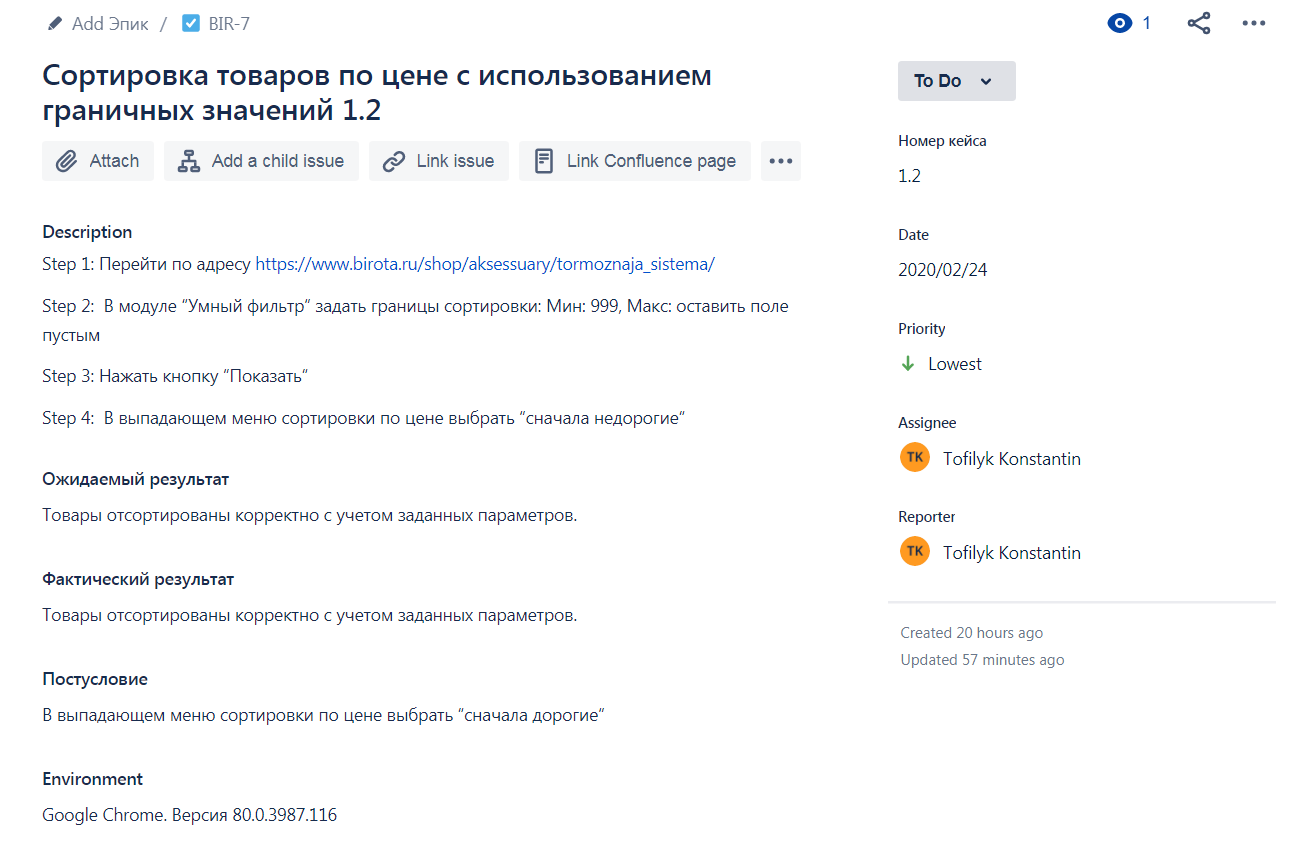 Add Эпик / BIR-7
1
Сортировка товаров по цене с использованием
граничных значений 1.2
Attach
Add a child issue
Link issue
Link Confluence page
Description
Step 1: Перейти по адресу https://www.birota.ru/shop/aksessuary/tormoznaja_sistema/
Step 2:  В модуле “Умный фильтр“ задать границы сортировки: Мин: 999, Макс: оставить поле
пустым
Step 3: Нажать кнопку “Показать“
Step 4:  В выпадающем меню сортировки по цене выбрать “сначала недорогие“
Ожидаемый результат
Товары отсортированы корректно с учетом заданных параметров.
Фактический результат
Товары отсортированы корректно с учетом заданных параметров.
Постусловие
В выпадающем меню сортировки по цене выбрать “сначала дорогие“
Environment
Google Chrome. Версия 80.0.3987.116
To Do
Номер кейса
1.2
Date
2020/02/24
Priority
Lowest
Assignee
TK Tofilyk Konstantin
Reporter
TK Tofilyk Konstantin
Created 20 hours ago
Updated 57 minutes ago